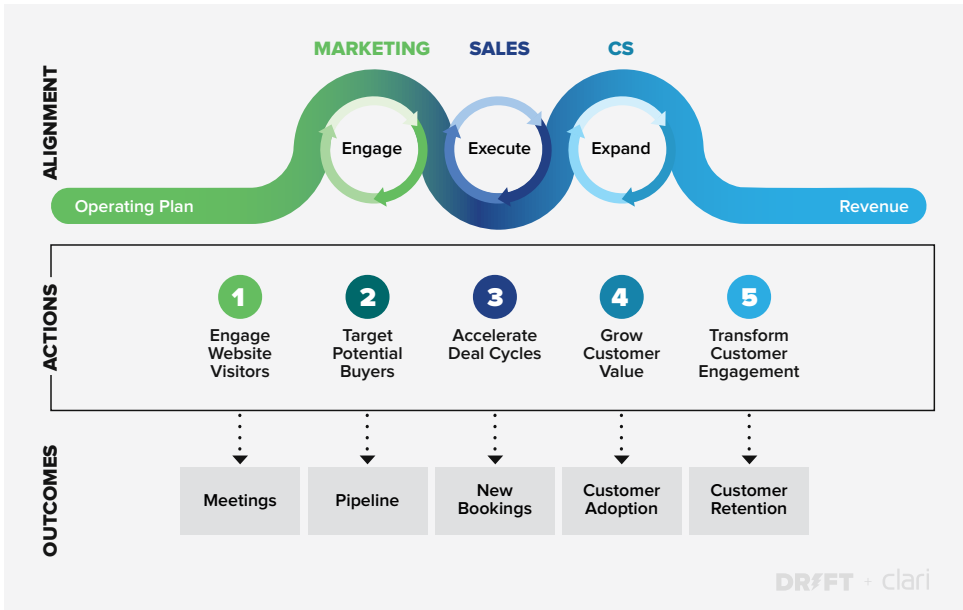 MARKETING
SALES
CS
ALIGNMENT
Engage
Execute
Expand
Operating Plan
Revenue
ACTIONS
1
Engage
Website
Visitors
2
Target
Potential
Buyers
3
Accelerate
Deal Cycles
4
Grow
Customer
Value
5
Transform
Customer
Engagement
OUTCOMES
Meetings
Pipeline
New
Bookings
Customer
Adoption
Customer
Retention
DRIFT + clari